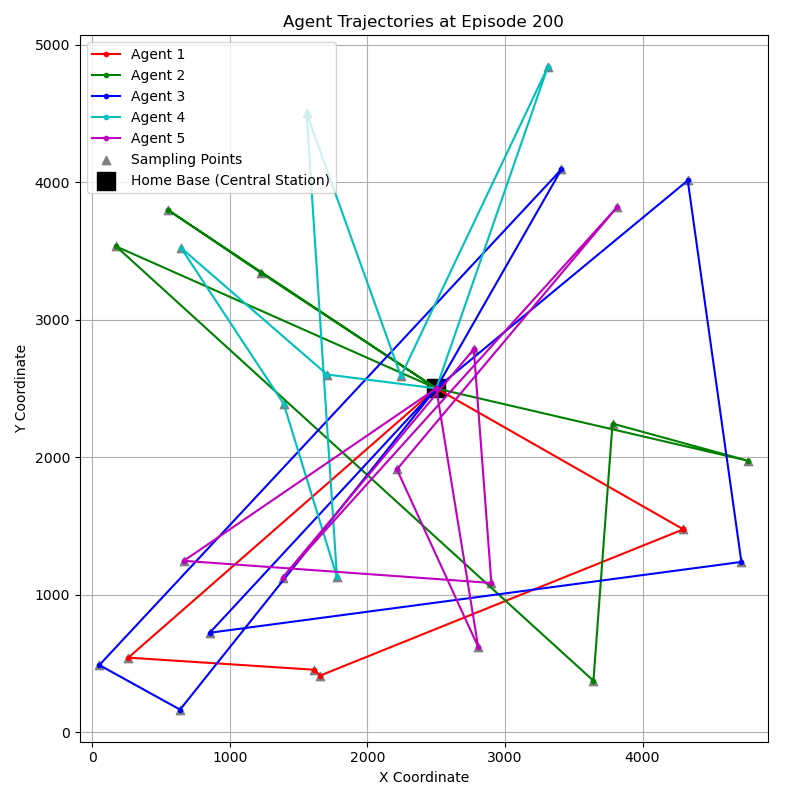 Agent Trajectories at Episode 200
5000
4000
3000
2000
1000
0
Y Coordinate
Agent 1
Agent 2
Agent 3
Agent 4
Agent 5
Sampling Points
Home Base (Central Station)
0
1000
2000
3000
4000
X Coordinate